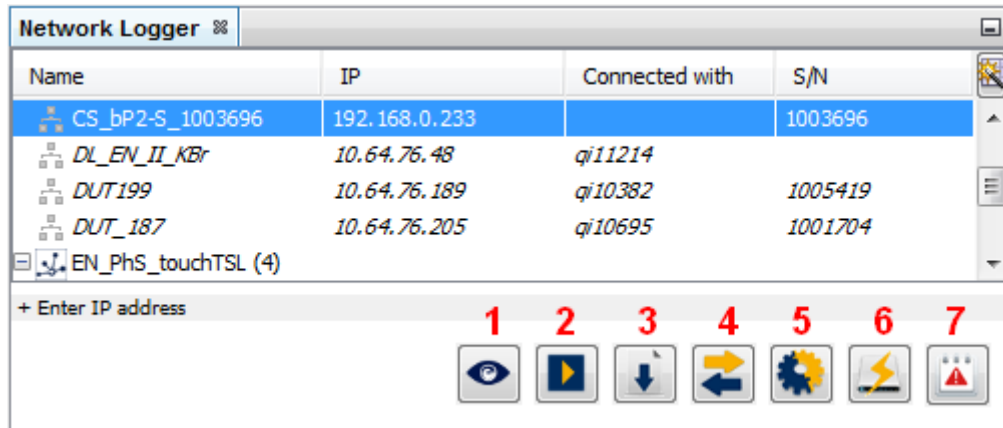 Network Logger
Name IP Connected with S/N
CS_bP2-S_1003696 192.168.0.233 1003696
DL_EN_II_KBr 10.64.76.48 qi11214
DUT199 10.64.76.189 qi10382 1005419
DUT_187 10.64.76.205 qi10695 1001704
EN_PhS_touchTSL (4)
+ Enter IP address
1 2 3 4 5 6 7